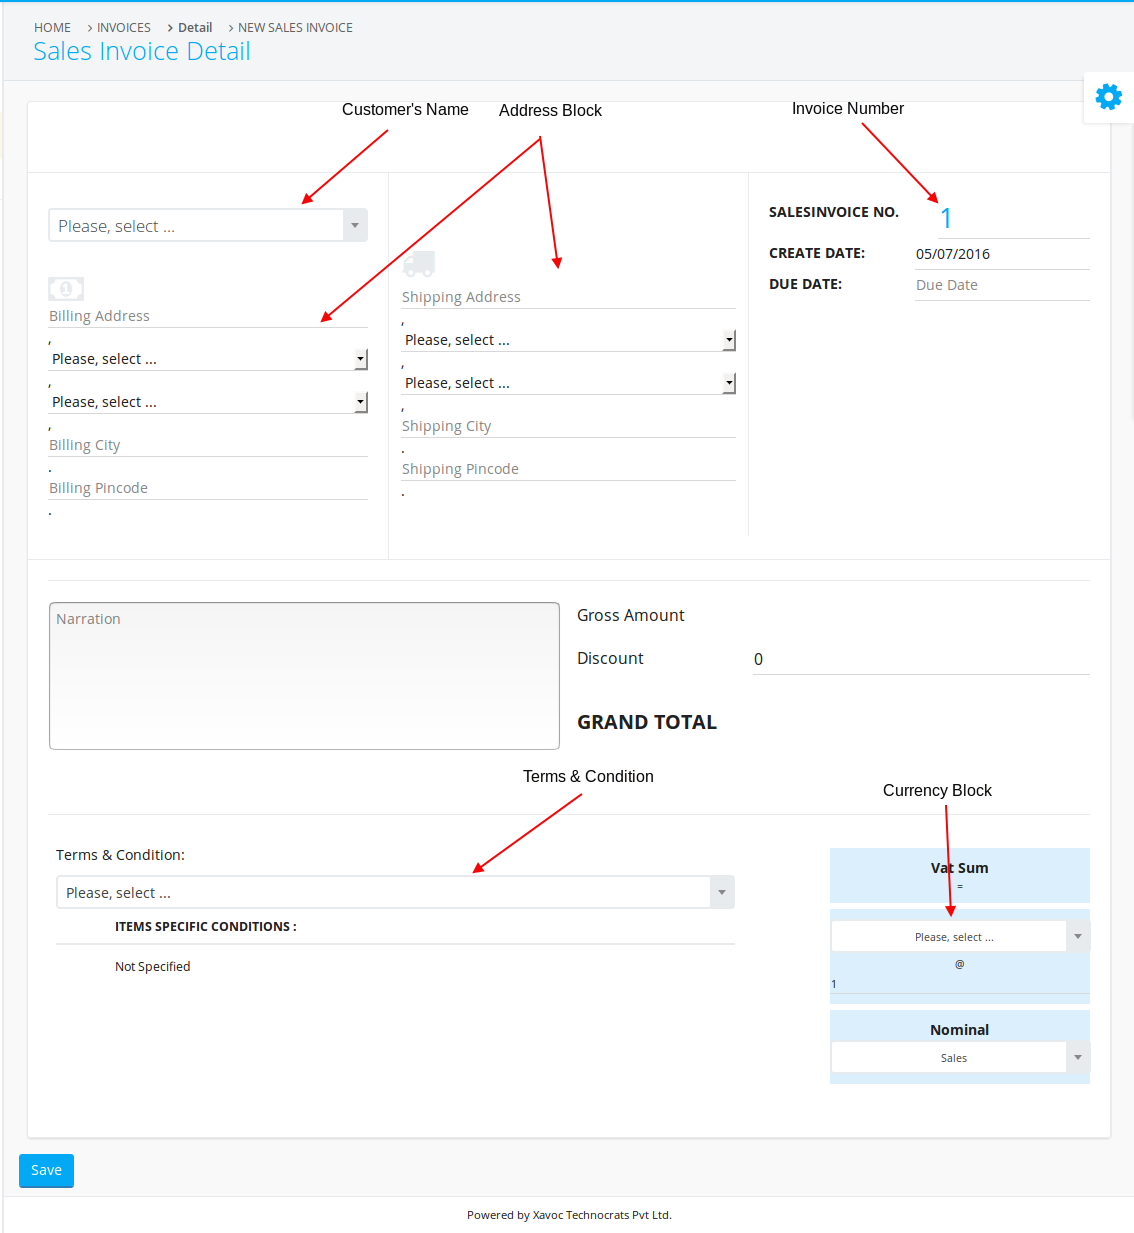 HOME > INVOICES > Detail > NEW SALES INVOICE
Sales Invoice Detail
Customer's Name
Address Block
Invoice Number
Please, select ...
1
Billing Address
,
Please, select ...
,
Please, select ...
,
Billing City
.
Billing Pincode
.
Shipping Address
,
Please, select ...
,
Please, select ...
,
Shipping City
.
Shipping Pincode
.
SALESINVOICE NO. 1
CREATE DATE: 05/07/2016
DUE DATE: Due Date
Narration
Gross Amount
Discount 0
GRAND TOTAL
Terms & Condition
Currency Block
Terms & Condition:
Please, select ...
ITEMS SPECIFIC CONDITIONS :
Not Specified
Vat Sum
=
Please, select ...
@
1
Nominal
Sales
Save
Powered by Xavoc Technocrats Pvt Ltd.